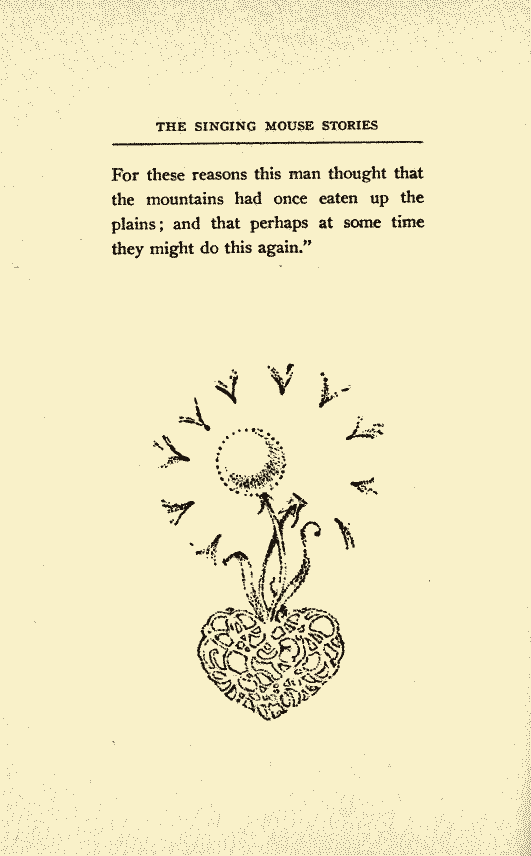 THE SINGING MOUSE STORIES
For these reasons this man thought that
the mountains had once eaten up the
plains; and that perhaps at some time
they might do this again.”